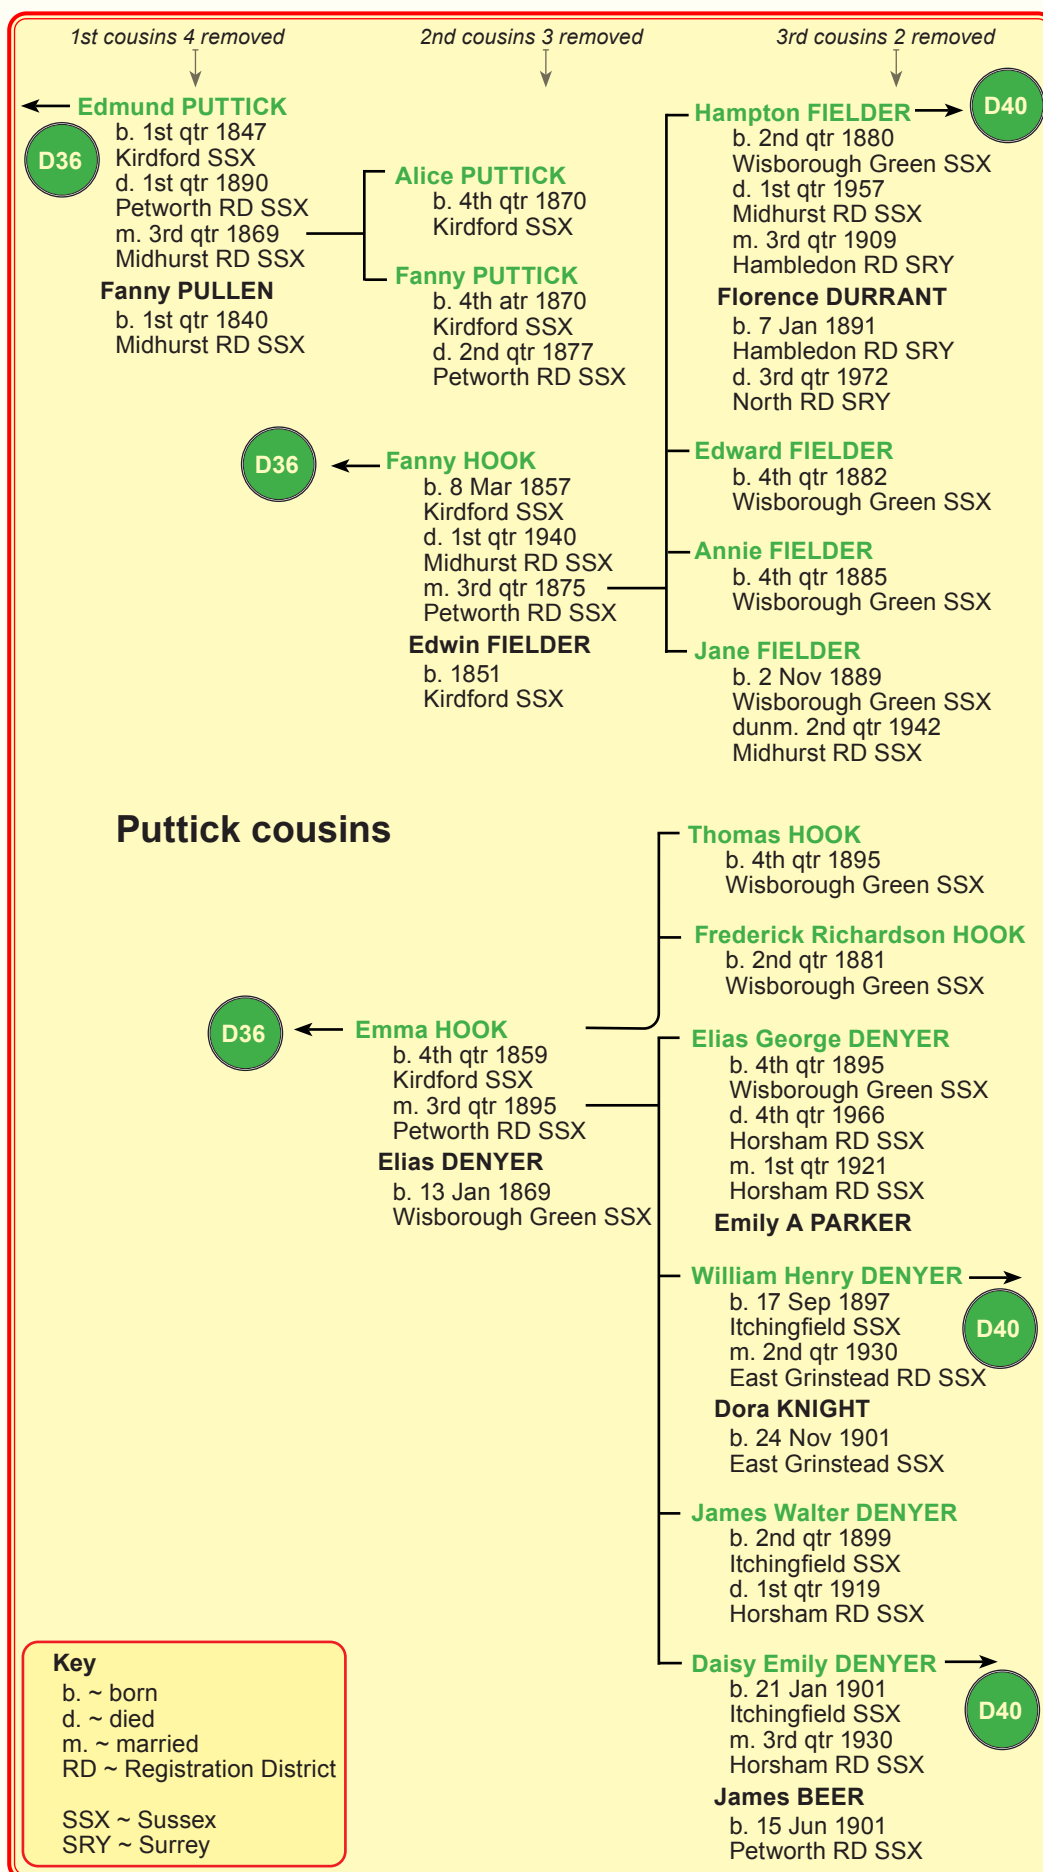 1st cousins 4 removed
2nd cousins 3 removed
3rd cousins 2 removed
Edmund PUTTICK
D36
b. 1st qtr 1847
Kirdford SSX
d. 1st qtr 1890
Petworth RD SSX
m. 3rd qtr 1869
Midhurst RD SSX
Fanny PULLEN
b. 1st qtr 1840
Midhurst RD SSX
Alice PUTTICK
b. 4th qtr 1870
Kirdford SSX
Fanny PUTTICK
b. 4th atr 1870
Kirdford SSX
d. 2nd qtr 1877
Petworth RD SSX
D36
Fanny HOOK
b. 8 Mar 1857
Kirdford SSX
d. 1st qtr 1940
Midhurst RD SSX
m. 3rd qtr 1875
Petworth RD SSX
Edwin FIELDER
b. 1851
Kirdford SSX
Hampton FIELDER
D40
b. 2nd qtr 1880
Wisborough Green SSX
d. 1st qtr 1957
Midhurst RD SSX
m. 3rd qtr 1909
Hambledon RD SRY
Florence DURRANT
b. 7 Jan 1891
Hambledon RD SRY
d. 3rd qtr 1972
North RD SRY
Edward FIELDER
b. 4th qtr 1882
Wisborough Green SSX
Annie FIELDER
b. 4th qtr 1885
Wisborough Green SSX
Jane FIELDER
b. 2 Nov 1889
Wisborough Green SSX
dunm. 2nd qtr 1942
Midhurst RD SSX
Puttick cousins
D36
Emma HOOK
b. 4th qtr 1859
Kirdford SSX
m. 3rd qtr 1895
Petworth RD SSX
Elias DENYER
b. 13 Jan 1869
Wisborough Green SSX
Thomas HOOK
b. 4th qtr 1895
Wisborough Green SSX
Frederick Richardson HOOK
b. 2nd qtr 1881
Wisborough Green SSX
Elias George DENYER
b. 4th qtr 1895
Wisborough Green SSX
d. 4th qtr 1966
Horsham RD SSX
m. 1st qtr 1921
Horsham RD SSX
Emily A PARKER
William Henry DENYER
D40
b. 17 Sep 1897
Itchingfield SSX
m. 2nd qtr 1930
East Grinstead RD SSX
Dora KNIGHT
b. 24 Nov 1901
East Grinstead SSX
James Walter DENYER
b. 2nd qtr 1899
Itchingfield SSX
d. 1st qtr 1919
Horsham RD SSX
Daisy Emily DENYER
D40
b. 21 Jan 1901
Itchingfield SSX
m. 3rd qtr 1930
Horsham RD SSX
James BEER
b. 15 Jun 1901
Petworth RD SSX
Key
b. ~ born
d. ~ died
m. ~ married
RD ~ Registration District
SSX ~ Sussex
SRY ~ Surrey